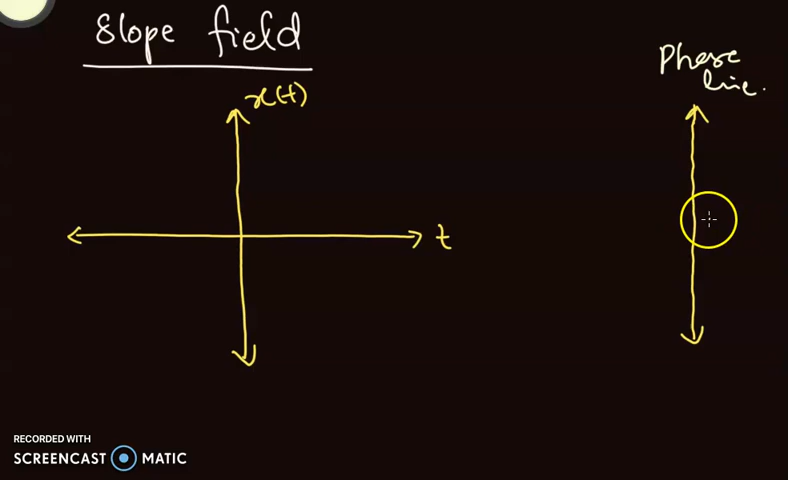 Slope field
Phase
line.
x(t)
t
RECORDED WITH
SCREENCAST MATIC